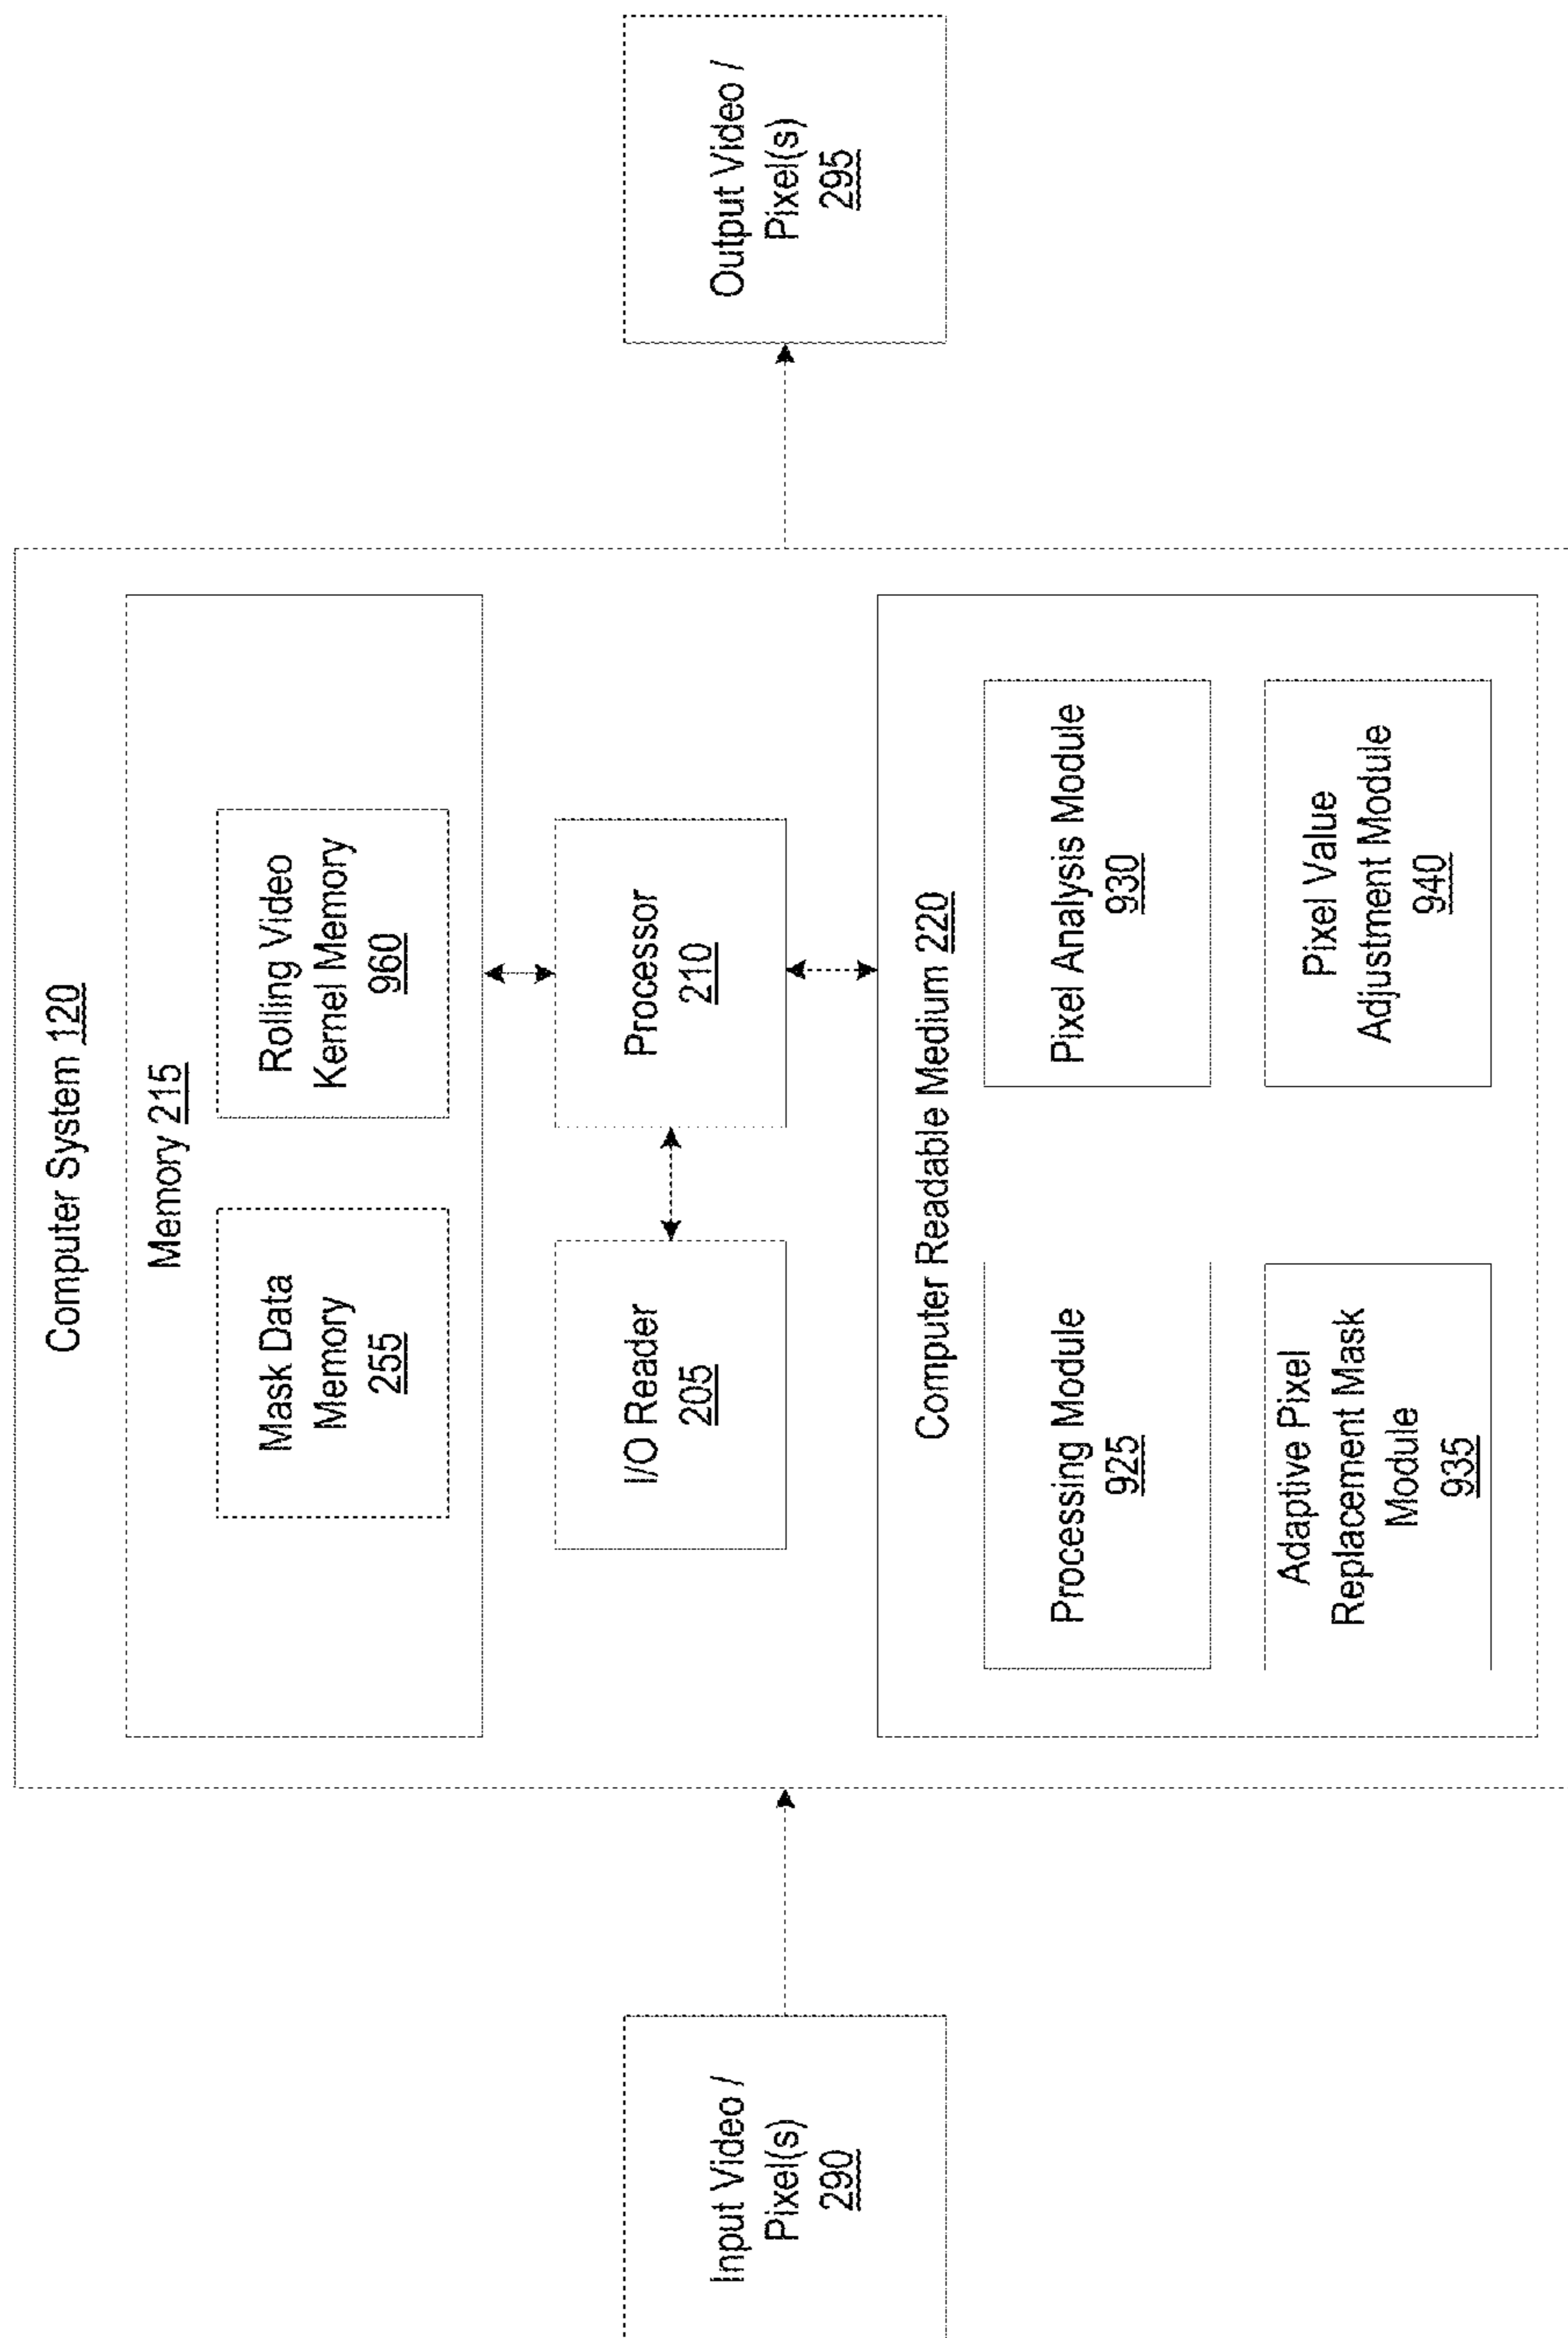 Computer System 120
Memory 215
Mask Data
Memory
255
Rolling Video
Kernel Memory
960
I/O Reader
205
Processor
210
Input Video /
Pixel(s)
290
Output Video /
Pixel(s)
295
Computer Readable Medium 220
Processing Module
925
Pixel Analysis Module
930
Adaptive Pixel
Replacement Mask
Module
935
Pixel Value
Adjustment Module
940